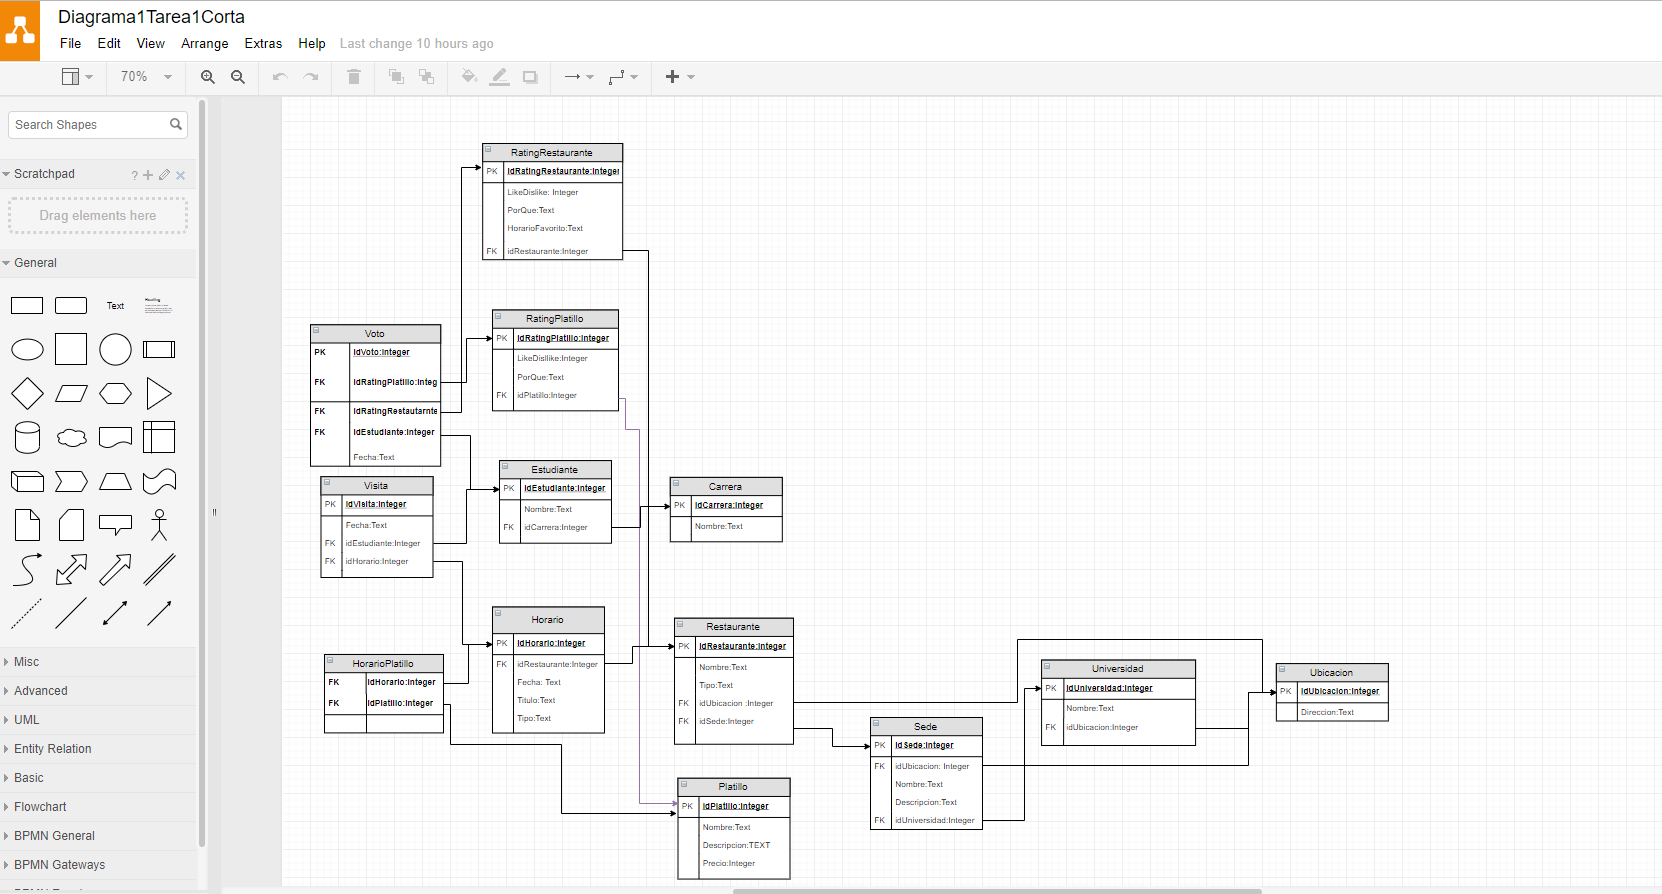 Diagrama1Tarea1Corta
File Edit View Arrange Extras Help Last change 10 hours ago
70%
Search Shapes
Scratchpad
?
Drag elements here
General
Text
Heading
Misc
Advanced
UML
Entity Relation
Basic
Flowchart
BPMN General
BPMN Gateways
RatingRestaurante
PK idRatingRestaurante:Integer
LikeDislike: Integer
PorQue:Text
HorarioFavorito:Text
FK idRestaurante:Integer
RatingPlatillo
PK idRatingPlatillo:Integer
LikeDisllike:Integer
PorQue:Text
FK idPlatillo:Integer
Voto
PK idVoto:Integer
FK idRatingPlatillo:Integ
FK idRatingRestautarnte
FK idEstudiante:Integer
Fecha:Text
Visita
PK idVisita:Integer
Fecha:Text
FK idEstudiante:Integer
FK idHorario:Integer
Estudiante
PK idEstudiante:Integer
Nombre:Text
FK idCarrera:Integer
Carrera
PK idCarrera:Integer
Nombre:Text
Horario
PK idHorario:Integer
FK idRestaurante:Integer
Fecha: Text
Titulo:Text
Tipo:Text
HorarioPlatillo
FK idHorario:Integer
FK idPlatillo:Integer
Restaurante
PK idRestaurante:Integer
Nombre:Text
Tipo:Text
FK idUbicacion :Integer
FK idSede:Integer
Universidad
PK idUniversidad:Integer
Nombre:Text
FK idUbicacion:Integer
Ubicacion
PK idUbicacion:Integer
Direccion:Text
Sede
PK idSede:Integer
FK idUbicacion: Integer
Nombre:Text
Descripcion:Text
FK idUniversidad:Integer
Platillo
PK idPlatillo:Integer
Nombre:Text
Descripcion:TEXT
Precio:Integer